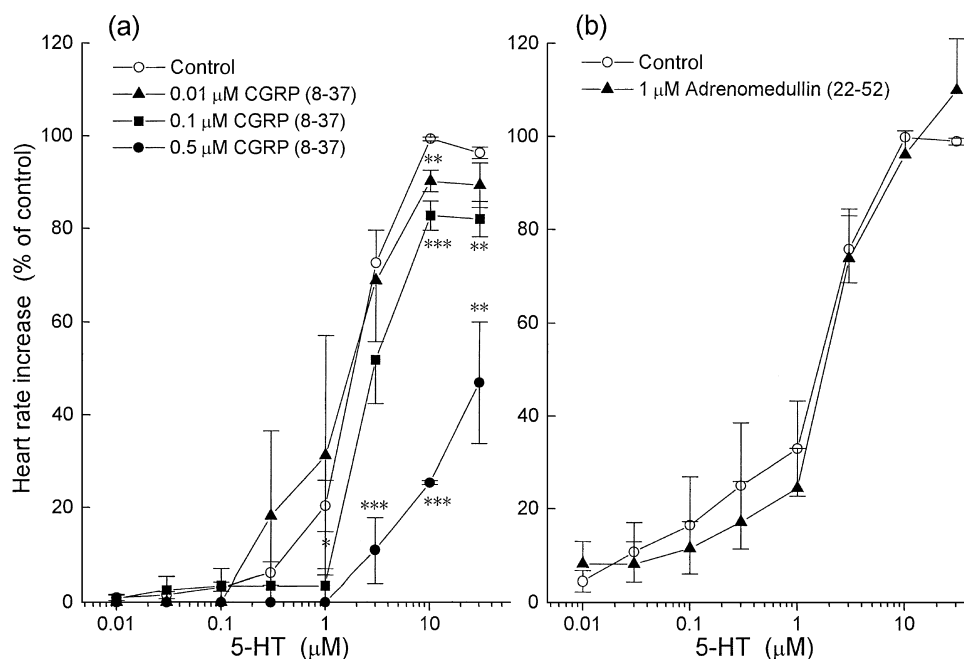 (a)
Control
0.01 μM CGRP (8-37)
0.1 μM CGRP (8-37)
0.5 μM CGRP (8-37)
Heart rate increase (% of control)
120
100
80
60
40
20
0
**
***
**
**
*
***
***
0.01
0.1
1
10
5-HT (μM)
(b)
Control
1 μM Adrenomedullin (22-52)
120
100
80
60
40
20
0
0.01
0.1
1
10
5-HT (μM)